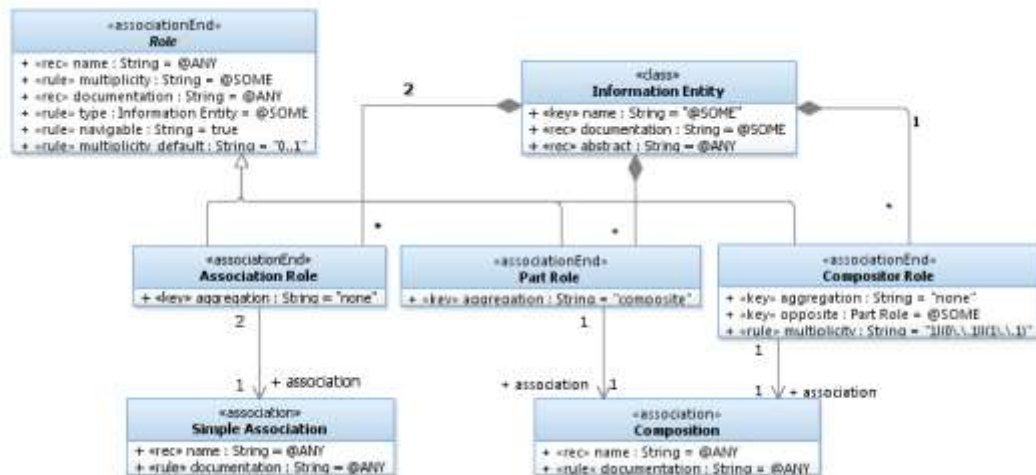 «associationEnd»
Role
+ «rec» name : String = @ANY
+ «rule» multiplicity : String = @SOME
+ «rec» documentation : String = @ANY
+ «rule» type : Information Entity = @SOME
+ «rule» navigable : String = true
+ «rule» multiplicity default : String = "0..1"
2
«class»
Information Entity
+ «key» name : String = "@SOME"
+ «rec» documentation : String = @SOME
+ «rec» abstract : String = @ANY
1
*
*
*
«associationEnd»
Association Role
+ «key» aggregation : String = "none"
«associationEnd»
Part Role
+ «key» aggregation : String = "composite"
«associationEnd»
Compositor Role
+ «key» aggregation : String = "none"
+ «key» opposite : Part Role = @SOME
+ «rule» multiplicity : String =
2
1
1
1
+ association
+ association
1
1
+ association
«association»
Simple Association
+ «rec» name : String = @ANY
+ «rule» documentation : String = @ANY
«association»
Composition
+ «rec» name : String = @ANY
+ «rule» documentation : String = @ANY